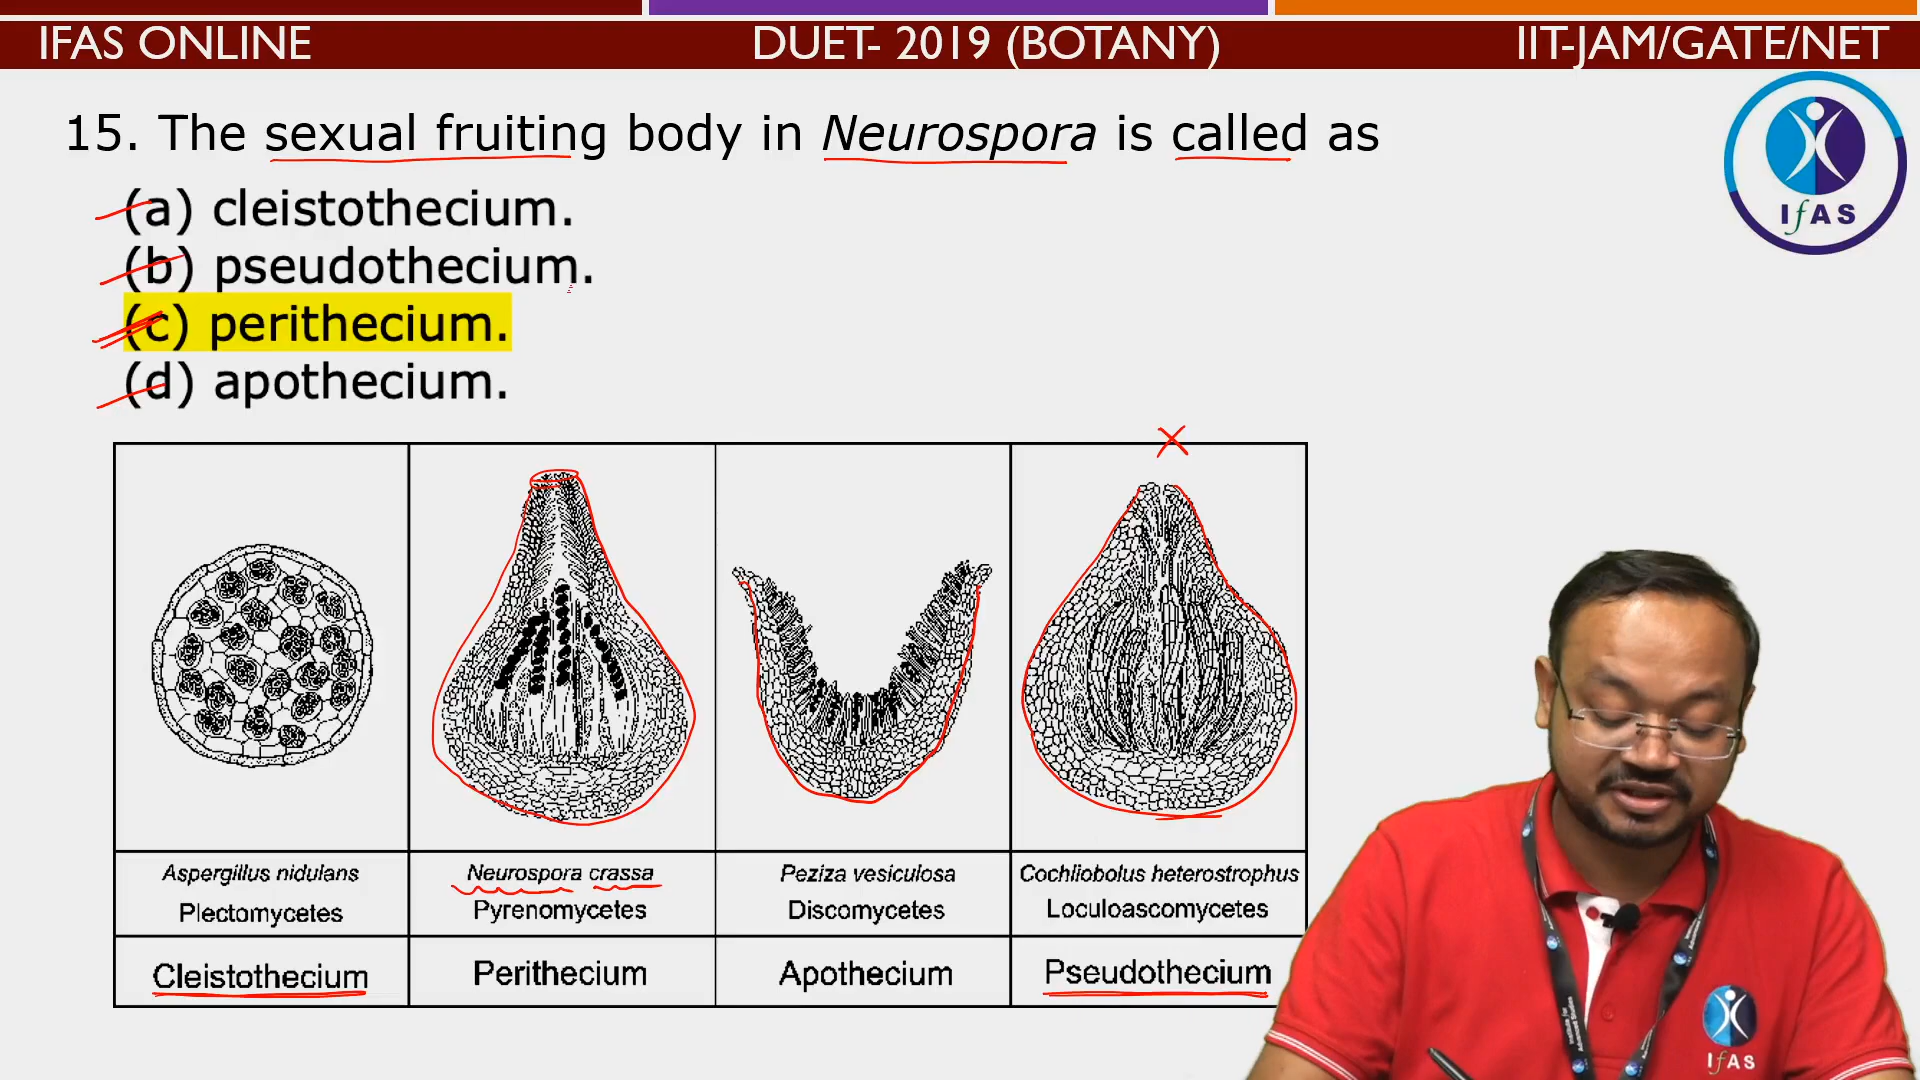 IFAS ONLINE
DUET- 2019 (BOTANY)
IIT-JAM/GATE/NET
15. The sexual fruiting body in Neurospora is called as
(a) cleistothecium.
(b) pseudothecium.
(c) perithecium.
(d) apothecium.
IfAS
Aspergillus nidulans
Plectomycetes
Cleistothecium
Neurospora crassa
Pyrenomycetes
Perithecium
Peziza vesiculosa
Discomycetes
Apothecium
Cochliobolus heterostrophus
Loculoascomycetes
Pseudothecium
IfAS